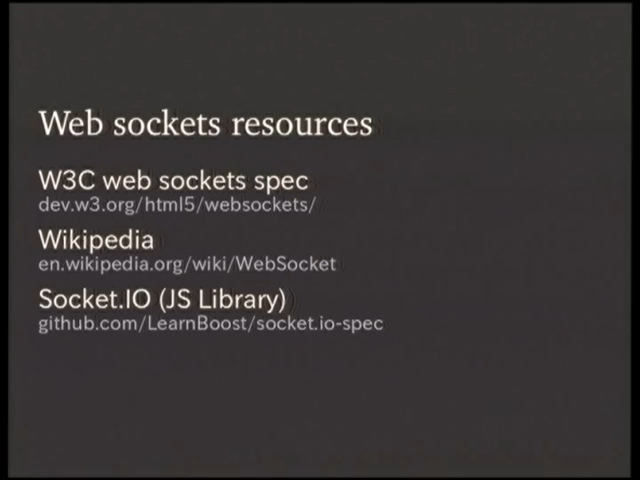 Web sockets resources
W3C web sockets spec
dev.w3.org/html5/websockets/
Wikipedia
en.wikipedia.org/wiki/WebSocket
Socket.IO (JS Library)
github.com/LearnBoost/socket.io-spec